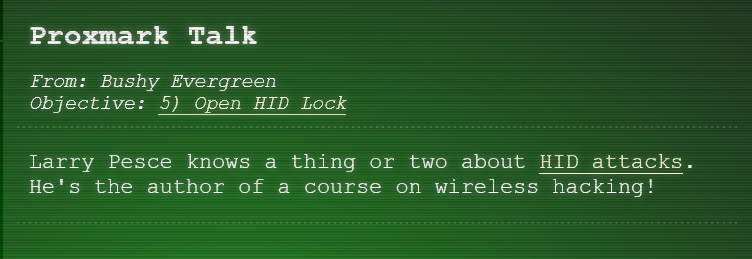 Proxmark Talk
From: Bushy Evergreen
Objective: 5) Open HID Lock
Larry Pesce knows a thing or two about HID attacks.
He's the author of a course on wireless hacking!